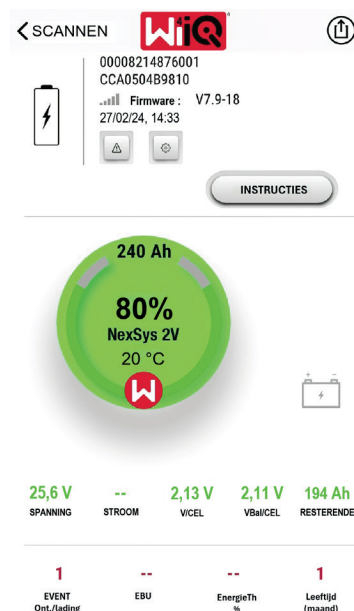 SCANNEN
WiiQ
00008214876001
CCA0504B9810
Firmware : V7.9-18
27/02/24, 14:33
INSTRUCTIES
240 Ah
80%
NexSys 2V
20 °C
25,6 V -- 2,13 V 2,11 V 194 Ah
SPANNING STROOM V/CEL VBal/CEL RESTERENDE
1 -- -- 1
EVENT EBU EnergieTh Leeftijd
Ont./lading % (maand)